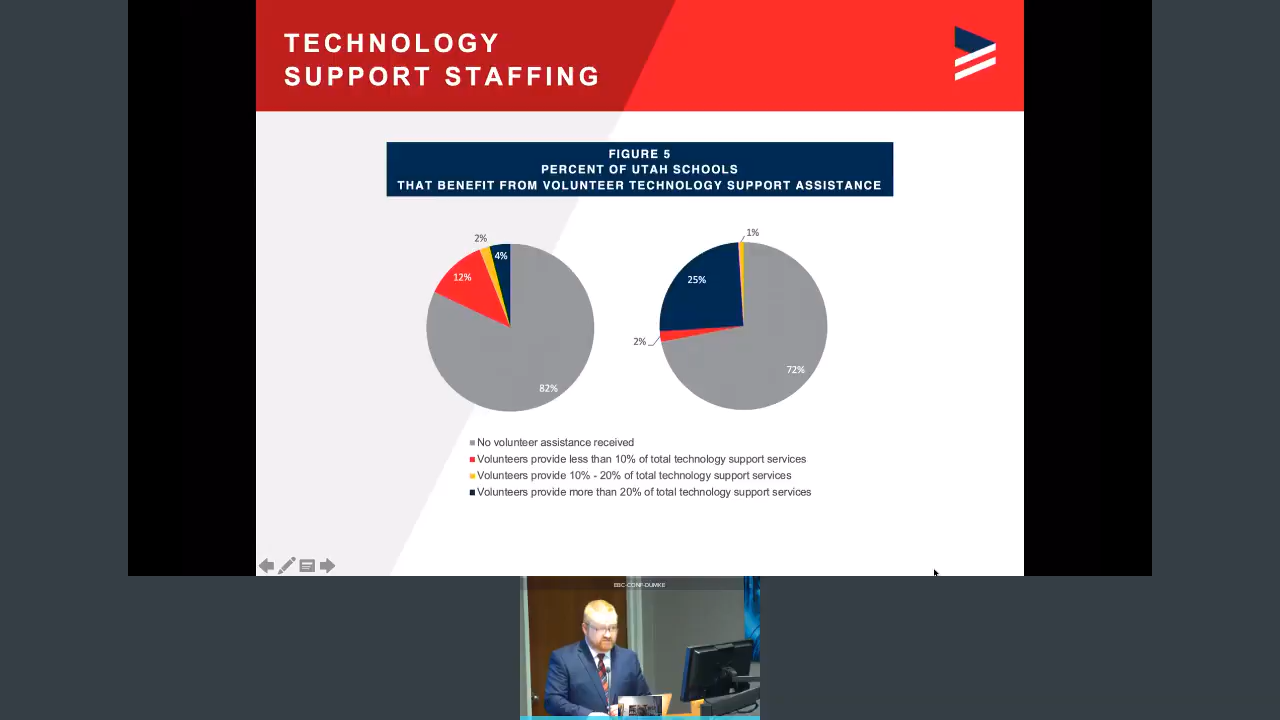 TECHNOLOGY
SUPPORT STAFFING
FIGURE 5
PERCENT OF UTAH SCHOOLS
THAT BENEFIT FROM VOLUNTEER TECHNOLOGY SUPPORT ASSISTANCE
2%
4%
12%
82%
1%
25%
2%
72%
No volunteer assistance received
Volunteers provide less than 10% of total technology support services
Volunteers provide 10% - 20% of total technology support services
Volunteers provide more than 20% of total technology support services
EBC-CONF-DUMKE